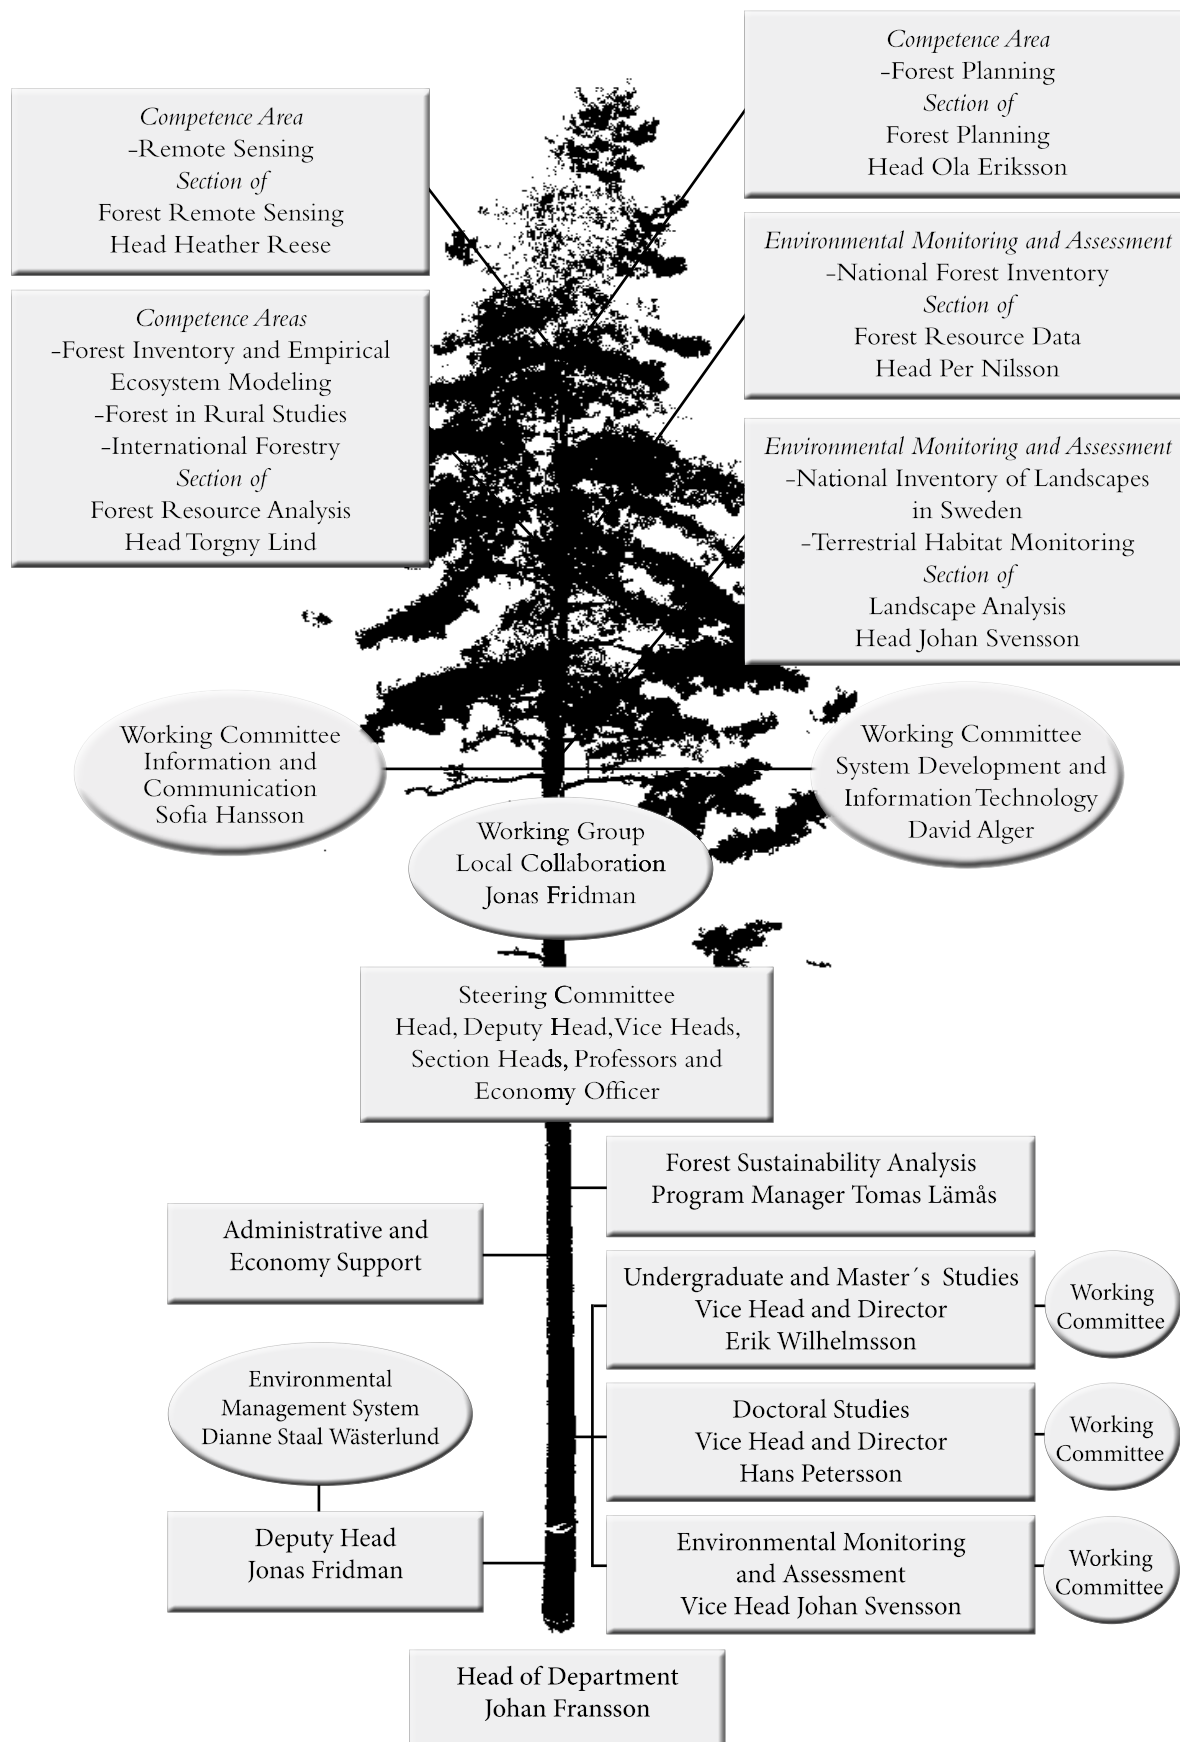 Competence Area
-Forest Planning
Section of
Forest Planning
Head Ola Eriksson
Competence Area
-Remote Sensing
Section of
Forest Remote Sensing
Head Heather Reese
Environmental Monitoring and Assessment
-National Forest Inventory
Section of
Forest Resource Data
Head Per Nilsson
Competence Areas
-Forest Inventory and Empirical
Ecosystem Modeling
-Forest in Rural Studies
-International Forestry
Section of
Forest Resource Analysis
Head Torgny Lind
Environmental Monitoring and Assessment
-National Inventory of Landscapes
in Sweden
-Terrestrial Habitat Monitoring
Section of
Landscape Analysis
Head Johan Svensson
Working Committee
Information and
Communication
Sofia Hansson
Working Committee
System Development and
Information Technology
David Alger
Working Group
Local Collaboration
Jonas Fridman
Steering Committee
Head, Deputy Head, Vice Heads,
Section Heads, Professors and
Economy Officer
Forest Sustainability Analysis
Program Manager Tomas Lämås
Administrative and
Economy Support
Undergraduate and Master´s Studies
Vice Head and Director
Erik Wilhelmsson
Working
Committee
Environmental
Management System
Dianne Staal Wästerlund
Doctoral Studies
Vice Head and Director
Hans Petersson
Working
Committee
Deputy Head
Jonas Fridman
Environmental Monitoring
and Assessment
Vice Head Johan Svensson
Working
Committee
Head of Department
Johan Fransson